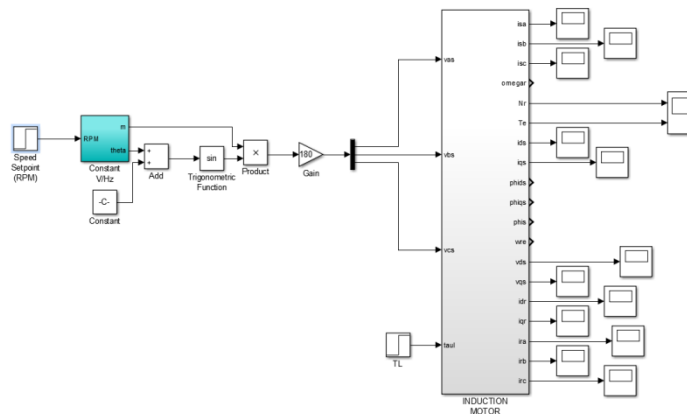 Speed
Setpoint
(RPM)
RPM
m
theta
Constant
V/Hz
-C-
Constant
+
+
Add
sin
Trigonometric
Function
×
Product
180
Gain
vas
vbs
vcs
taul
TL
isa
isb
isc
omegar
Nr
Te
ids
iqs
phids
phiqs
phis
wre
vds
vqs
idr
iqr
ira
irb
irc
INDUCTION
MOTOR